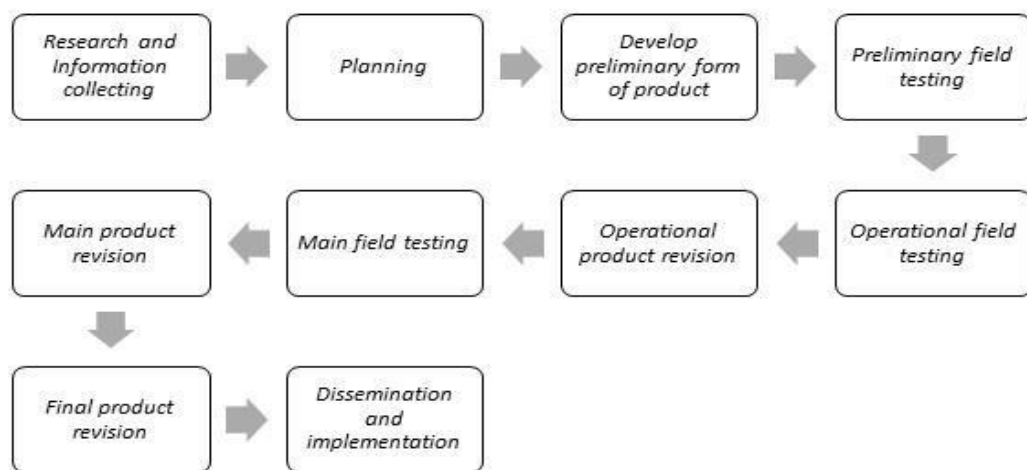 Research and
Information
collecting
Planning
Develop
preliminary form
of product
Preliminary field
testing
Operational field
testing
Operational
product revision
Main field testing
Main product
revision
Final product
revision
Dissemination
and
implementation